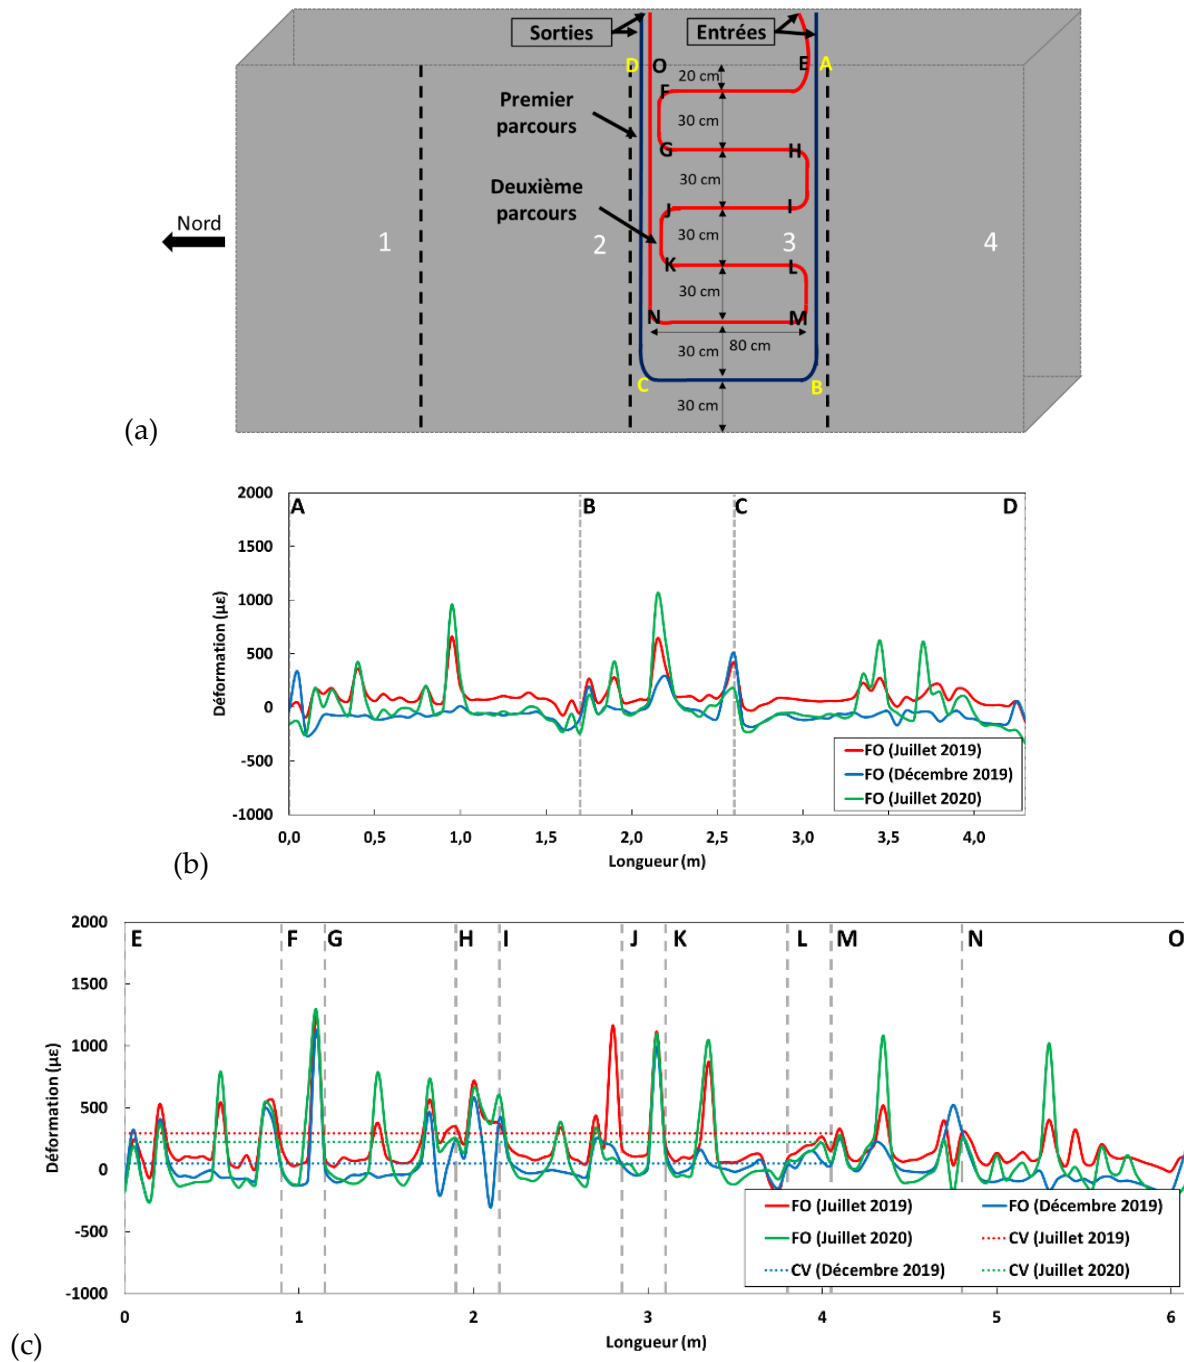 Sorties
Entrées
D O E A
20 cm
F
Premier
parcours
30 cm
G H
30 cm
Deuxième
parcours
J I
30 cm
Nord
1 2 3 4
K L
30 cm
N M
80 cm
30 cm
C B
30 cm
(a)
A B C D
2000
1500
1000
500
0
-500
-1000
Déformation (µε)
FO (Juillet 2019)
FO (Décembre 2019)
FO (Juillet 2020)
0,0 0,5 1,0 1,5 2,0 2,5 3,0 3,5 4,0
Longueur (m)
(b)
E F G H I J K L M N O
2000
1500
1000
500
0
-500
-1000
Déformation (µε)
FO (Juillet 2019) FO (Décembre 2019)
FO (Juillet 2020) CV (Juillet 2019)
CV (Décembre 2019) CV (Juillet 2020)
0 1 2 3 4 5 6
Longueur (m)
(c)